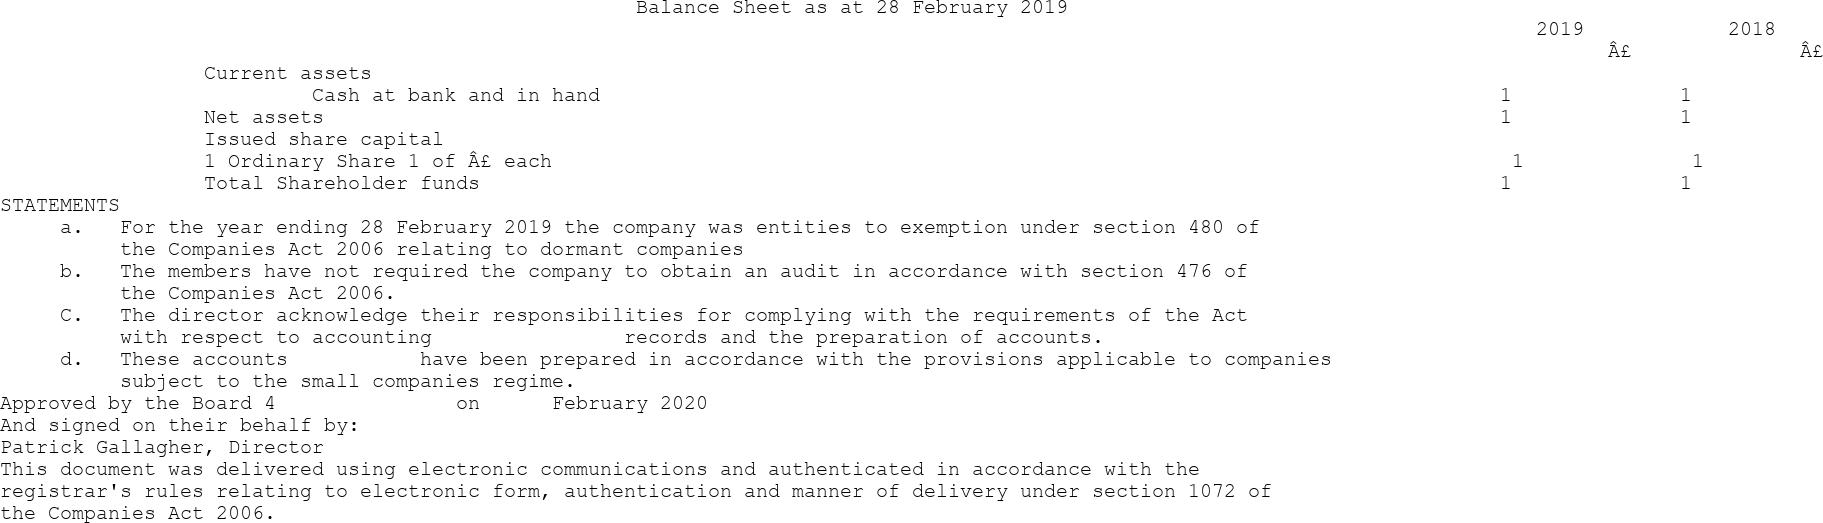 Balance Sheet as at 28 February 2019
2019 2018
Â£ Â£
Current assets
Cash at bank and in hand 1 1
Net assets 1 1
Issued share capital
1 Ordinary Share 1 of Â£ each 1 1
Total Shareholder funds 1 1
STATEMENTS
a. For the year ending 28 February 2019 the company was entities to exemption under section 480 of
the Companies Act 2006 relating to dormant companies
b. The members have not required the company to obtain an audit in accordance with section 476 of
the Companies Act 2006.
C. The director acknowledge their responsibilities for complying with the requirements of the Act
with respect to accounting records and the preparation of accounts.
d. These accounts have been prepared in accordance with the provisions applicable to companies
subject to the small companies regime.
Approved by the Board 4 on February 2020
And signed on their behalf by:
Patrick Gallagher, Director
This document was delivered using electronic communications and authenticated in accordance with the
registrar's rules relating to electronic form, authentication and manner of delivery under section 1072 of
the Companies Act 2006.